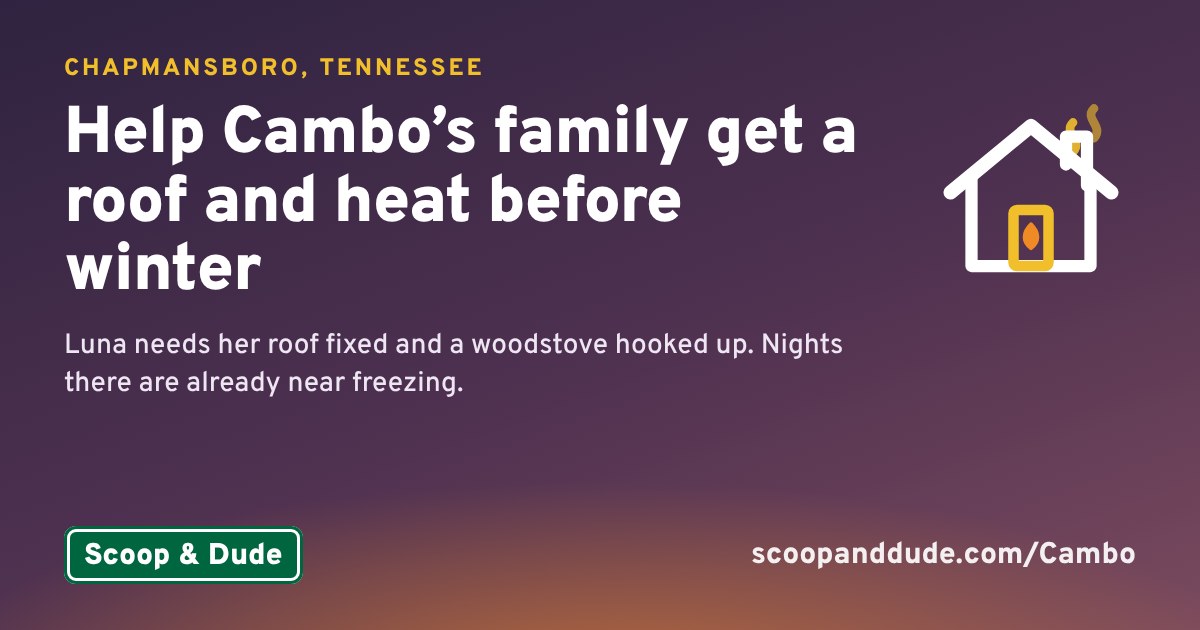 CHAPMANSBORO, TENNESSEE
Help Cambo’s family get a
roof and heat before
winter
Luna needs her roof fixed and a woodstove hooked up. Nights
there are already near freezing.
Scoop & Dude
scoopanddude.com/Cambo